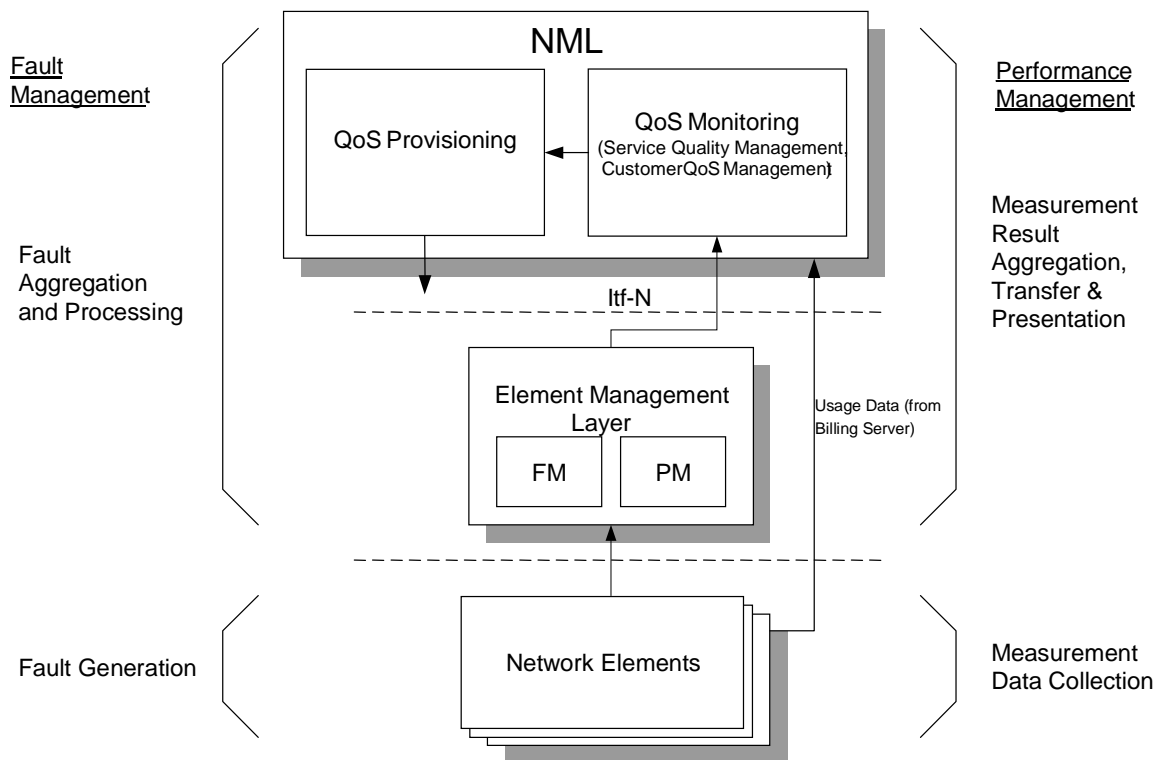 NML
Fault
Management
Performance
Management
QoS Provisioning
QoS Monitoring
(Service Quality Management,
CustomerQoS Management)
Fault
Aggregation
and Processing
Measurement
Result
Aggregation,
Transfer &
Presentation
Itf-N
Element Management
Layer
FM
PM
Usage Data (from
Billing Server)
Fault Generation
Network Elements
Measurement
Data Collection